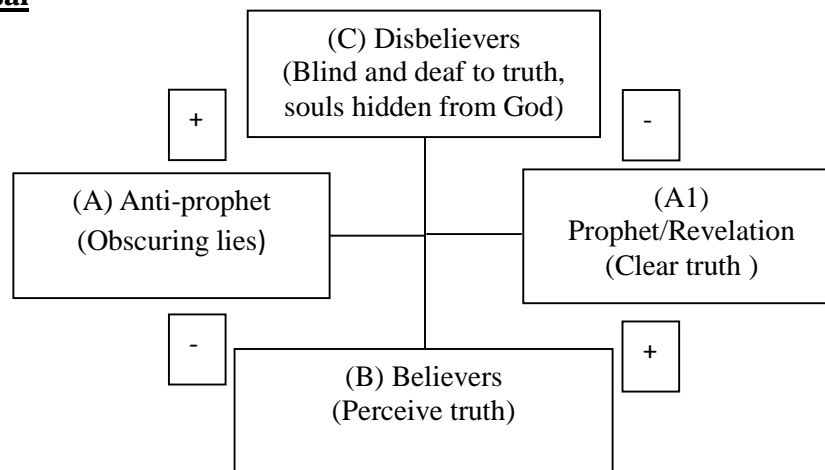 (C) Disbelievers
(Blind and deaf to truth,
souls hidden from God)
+
-
(A) Anti-prophet
(Obscuring lies)
(A1)
Prophet/Revelation
(Clear truth )
-
+
(B) Believers
(Perceive truth)